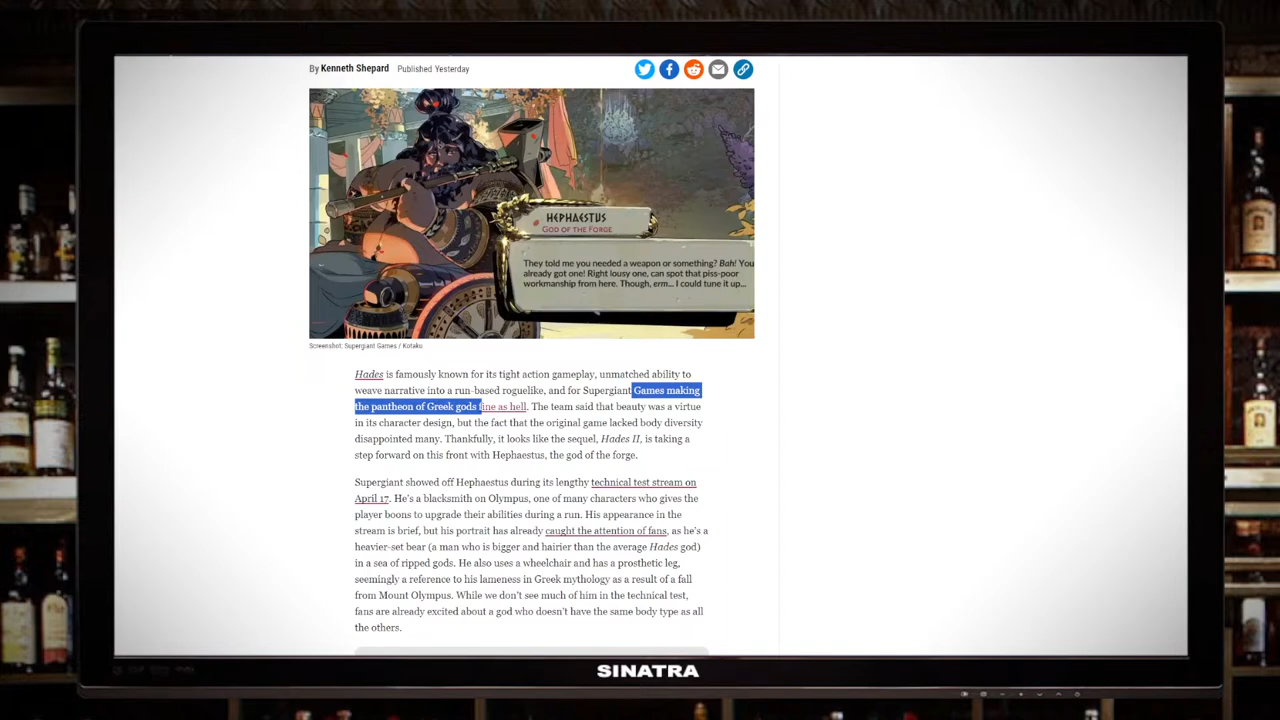 By Kenneth Shepard Published Yesterday
HEPHAESTUS
GOD OF THE FORGE
They told me you needed a weapon or something? Bah! You
already got one! Right lousy one, can spot that piss-poor
workmanship from here. Though, erm... I could tune it up...
Screenshot: Supergiant Games / Kotaku
Hades is famously known for its tight action gameplay, unmatched ability to
weave narrative into a run-based roguelike, and for Supergiant Games making
the pantheon of Greek gods fine as hell. The team said that beauty was a virtue
in its character design, but the fact that the original game lacked body diversity
disappointed many. Thankfully, it looks like the sequel, Hades II, is taking a
step forward on this front with Hephaestus, the god of the forge.
Supergiant showed off Hephaestus during its lengthy technical test stream on
April 17. He's a blacksmith on Olympus, one of many characters who gives the
player boons to upgrade their abilities during a run. His appearance in the
stream is brief, but his portrait has already caught the attention of fans, as he's a
heavier-set bear (a man who is bigger and hairier than the average Hades god)
in a sea of ripped gods. He also uses a wheelchair and has a prosthetic leg,
seemingly a reference to his lameness in Greek mythology as a result of a fall
from Mount Olympus. While we don't see much of him in the technical test,
fans are already excited about a god who doesn't have the same body type as all
the others.
SINATRA